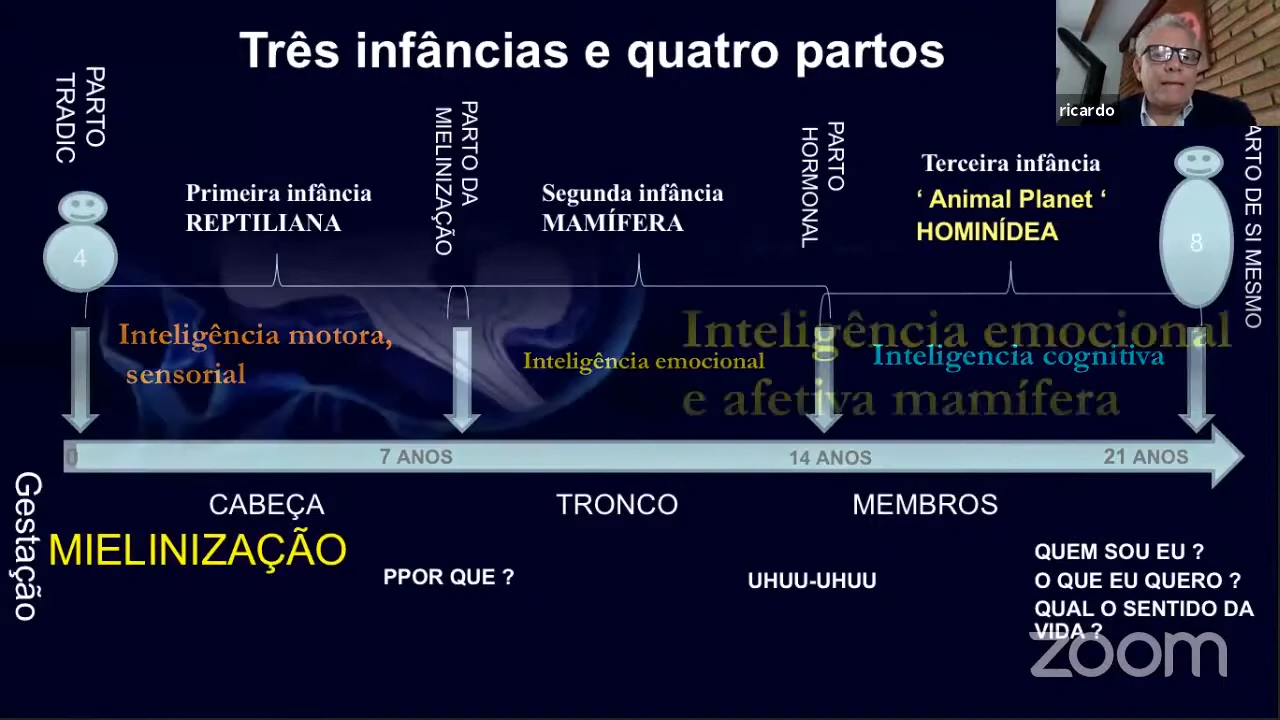 Três infâncias e quatro partos
ricardo
PARTO
TRADIC
PARTO DA
MIELINIZAÇÃO
PARTO
HORMONAL
ARTO DE SI MESMO
Primeira infância
REPTILIANA
Segunda infância
MAMÍFERA
Terceira infância
‘ Animal Planet ‘
HOMINÍDEA
4
8
Inteligência motora,
sensorial
Inteligência emocional
Inteligência emocional
e afetiva mamífera
Inteligencia cognitiva
0
7 ANOS
14 ANOS
21 ANOS
Gestação
CABEÇA
TRONCO
MEMBROS
MIELINIZAÇÃO
PPOR QUE ?
UHUU-UHUU
QUEM SOU EU ?
O QUE EU QUERO ?
QUAL O SENTIDO DA
VIDA ?
zoom